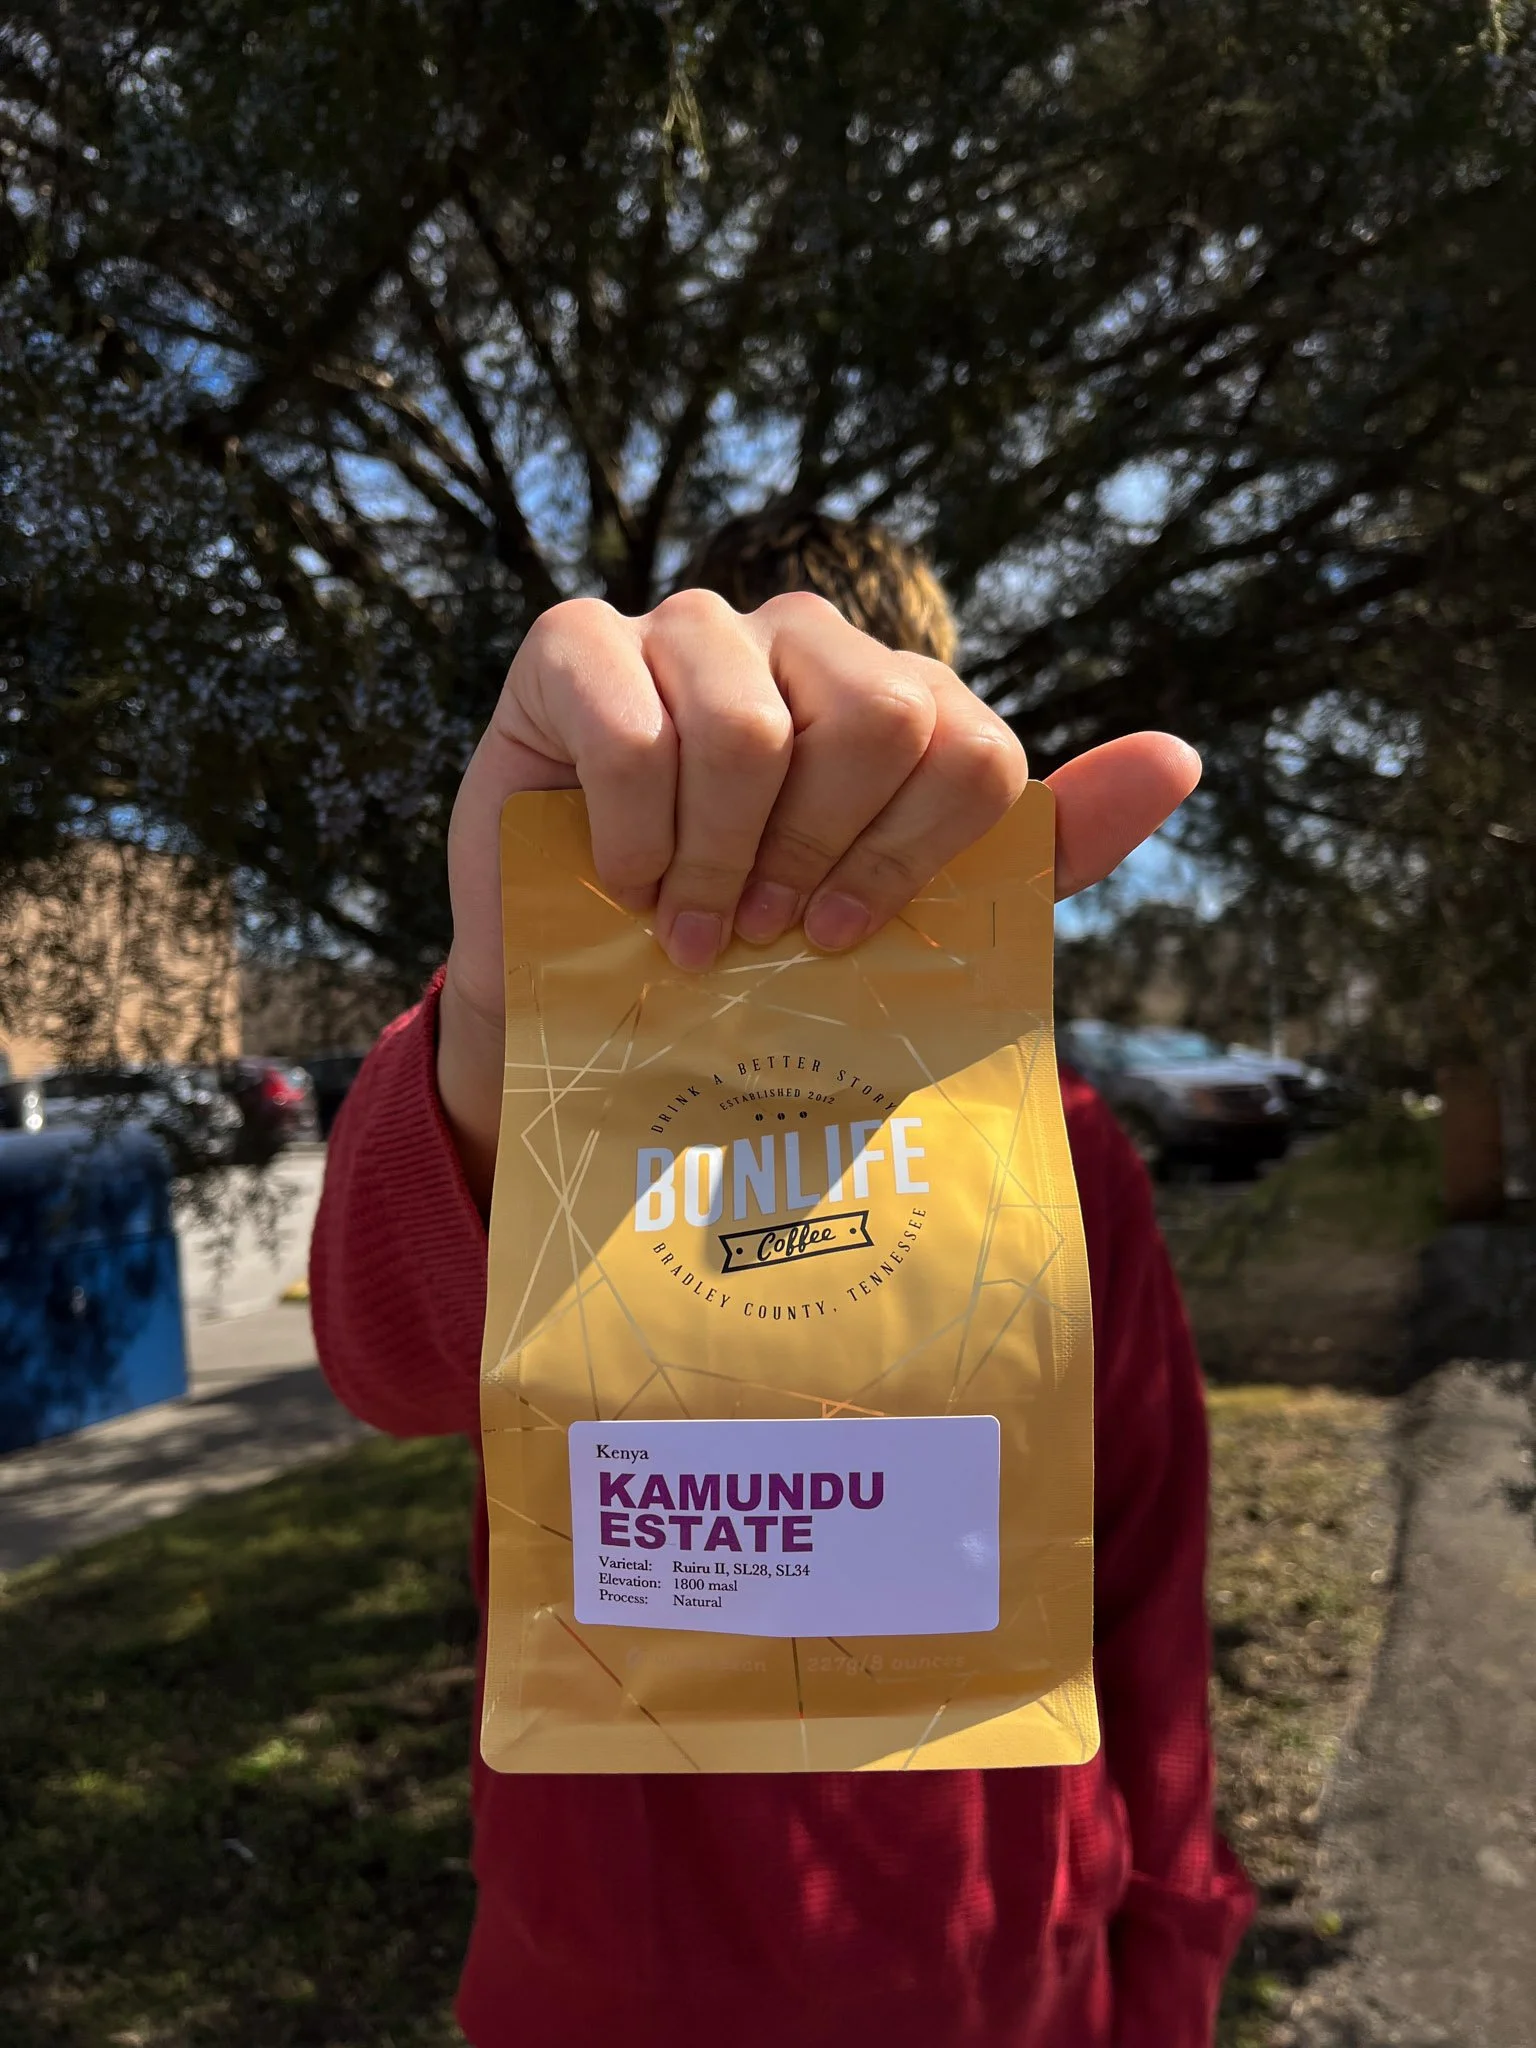 DRINK A BETTER STORY
ESTABLISHED 2012
BONLIFE
Coffee
BRADLEY COUNTY, TENNESSEE
Kenya
KAMUNDU
ESTATE
Varietal: Ruiru II, SL28, SL34
Elevation: 1800 masl
Process: Natural
227g/8 ounces